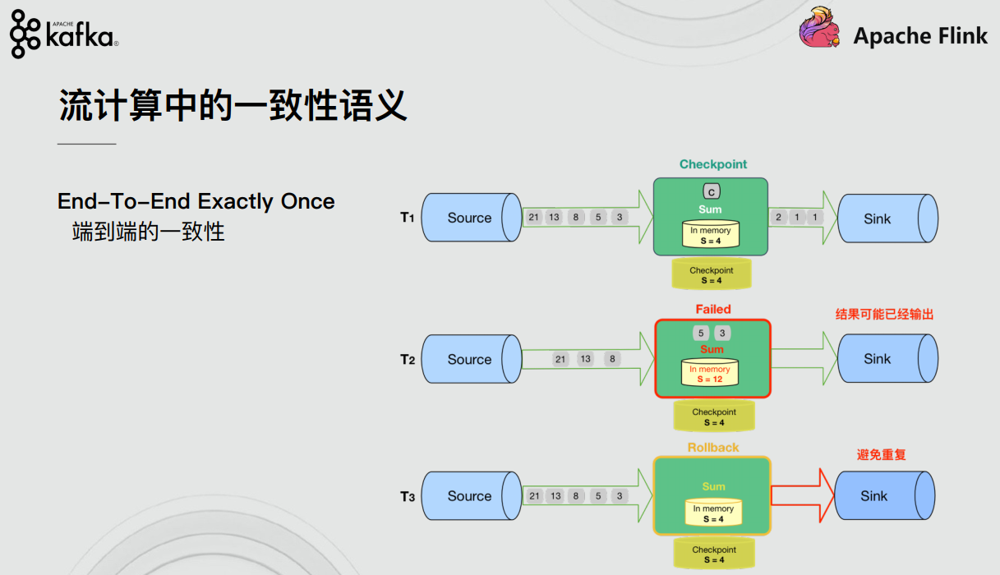 APACHE
kafka®
Apache Flink
流计算中的一致性语义
End-To-End Exactly Once
端到端的一致性
Checkpoint
T1
Source
21 13 8 5 3
C
Sum
In memory
S = 4
2 1 1
Sink
Checkpoint
S = 4
Failed
结果可能已经输出
T2
Source
21 13 8
5 3
Sum
In memory
S = 12
Sink
Checkpoint
S = 4
Rollback
避免重复
T3
Source
21 13 8 5 3
Sum
In memory
S = 4
Sink
Checkpoint
S = 4